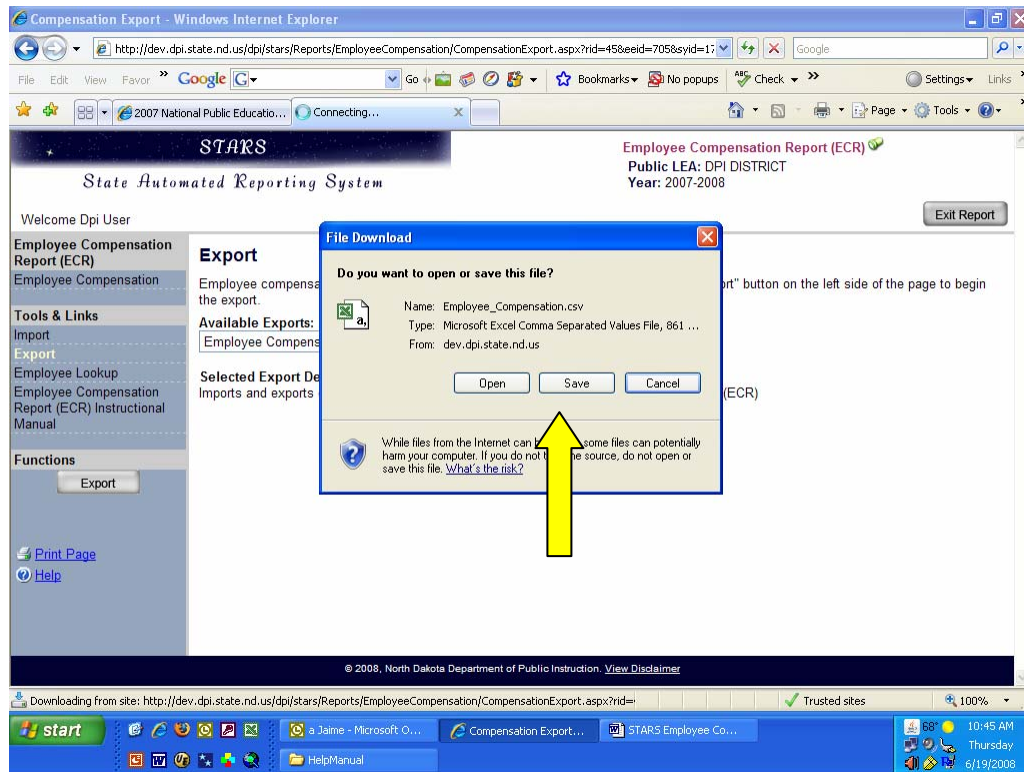 Compensation Export - Windows Internet Explorer
http://dev.dpi.state.nd.us/dpi/stars/Reports/EmployeeCompensation/CompensationExport.aspx?rid=45&eeid=705&syid=17
Google
File Edit View Favor » Google G Go Bookmarks No popups ABC Check » Settings Links
2007 National Public Educatio... Connecting... x Page Tools
STARS
State Automated Reporting System
Employee Compensation Report (ECR)
Public LEA: DPI DISTRICT
Year: 2007-2008
Welcome Dpi User
Exit Report
Employee Compensation
Report (ECR)
Employee Compensation
Tools & Links
Import
Export
Employee Lookup
Employee Compensation
Report (ECR) Instructional
Manual
Functions
Export
Print Page
Help
Export
Employee compensa
ort" button on the left side of the page to begin
the export.
Available Exports:
Employee Compens
Selected Export De
Imports and exports
(ECR)
File Download
Do you want to open or save this file?
Name: Employee_Compensation.csv
Type: Microsoft Excel Comma Separated Values File, 861 ...
From: dev.dpi.state.nd.us
Open Save Cancel
While files from the Internet can some files can potentially
harm your computer. If you do not source, do not open or
save this file. What's the risk?
© 2008, North Dakota Department of Public Instruction. View Disclaimer
Downloading from site: http://dev.dpi.state.nd.us/dpi/stars/Reports/EmployeeCompensation/CompensationExport.aspx?rid=
Trusted sites
100%
start
a Jaime - Microsoft O...
Compensation Export...
STARS Employee Co...
HelpManual
68°
10:45 AM
Thursday
6/19/2008